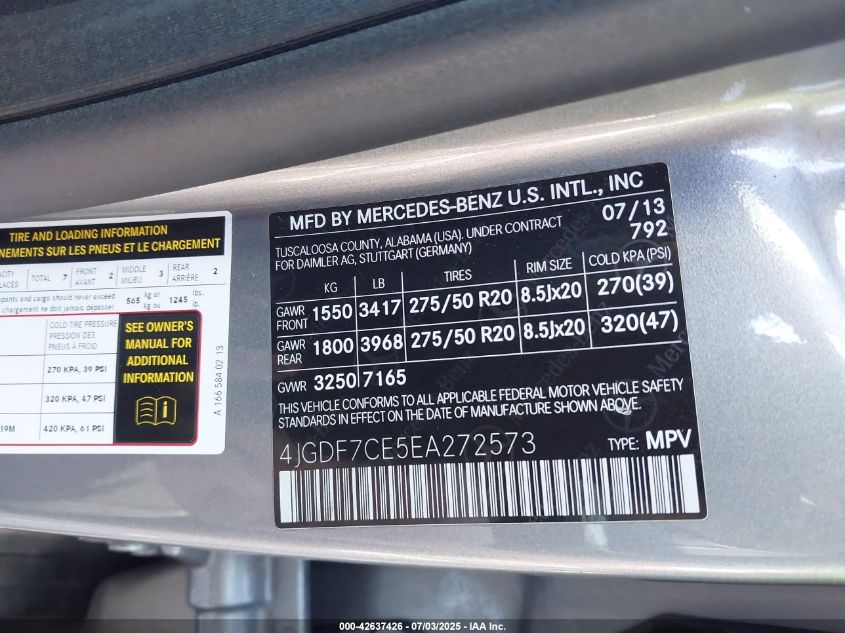 TIRE AND LOADING INFORMATION
NEMENTS SUR LES PNEUS ET LE CHARGEMENT
CITY TOTAL 7 FRONT 2 MIDDLE 3 REAR 2
PLACES AVANT MILIEU ARRIÈRE
pants and cargo should never exceed 565 kg or 1245 lbs.
chargement ne doit jamais dépasser kg ou lb.
COLD TIRE PRESSURE
PRESSION DES
PNEUS À FROID
270 KPA, 39 PSI
320 KPA, 47 PSI
19M 420 KPA, 61 PSI
SEE OWNER'S
MANUAL FOR
ADDITIONAL
INFORMATION
A 166 584 02 13
MFD BY MERCEDES-BENZ U.S. INTL., INC
07/13
TUSCALOOSA COUNTY, ALABAMA (USA). UNDER CONTRACT 792
FOR DAIMLER AG, STUTTGART (GERMANY)
KG LB TIRES RIM SIZE COLD KPA (PSI)
GAWR FRONT 1550 3417 275/50 R20 8.5Jx20 270(39)
GAWR REAR 1800 3968 275/50 R20 8.5Jx20 320(47)
GVWR 3250 7165
THIS VEHICLE CONFORMS TO ALL APPLICABLE FEDERAL MOTOR VEHICLE SAFETY
STANDARDS IN EFFECT ON THE DATE OF MANUFACTURE SHOWN ABOVE.
4JGDF7CE5EA272573 TYPE: MPV
000-42637426 - 07/03/2025 - IAA Inc.